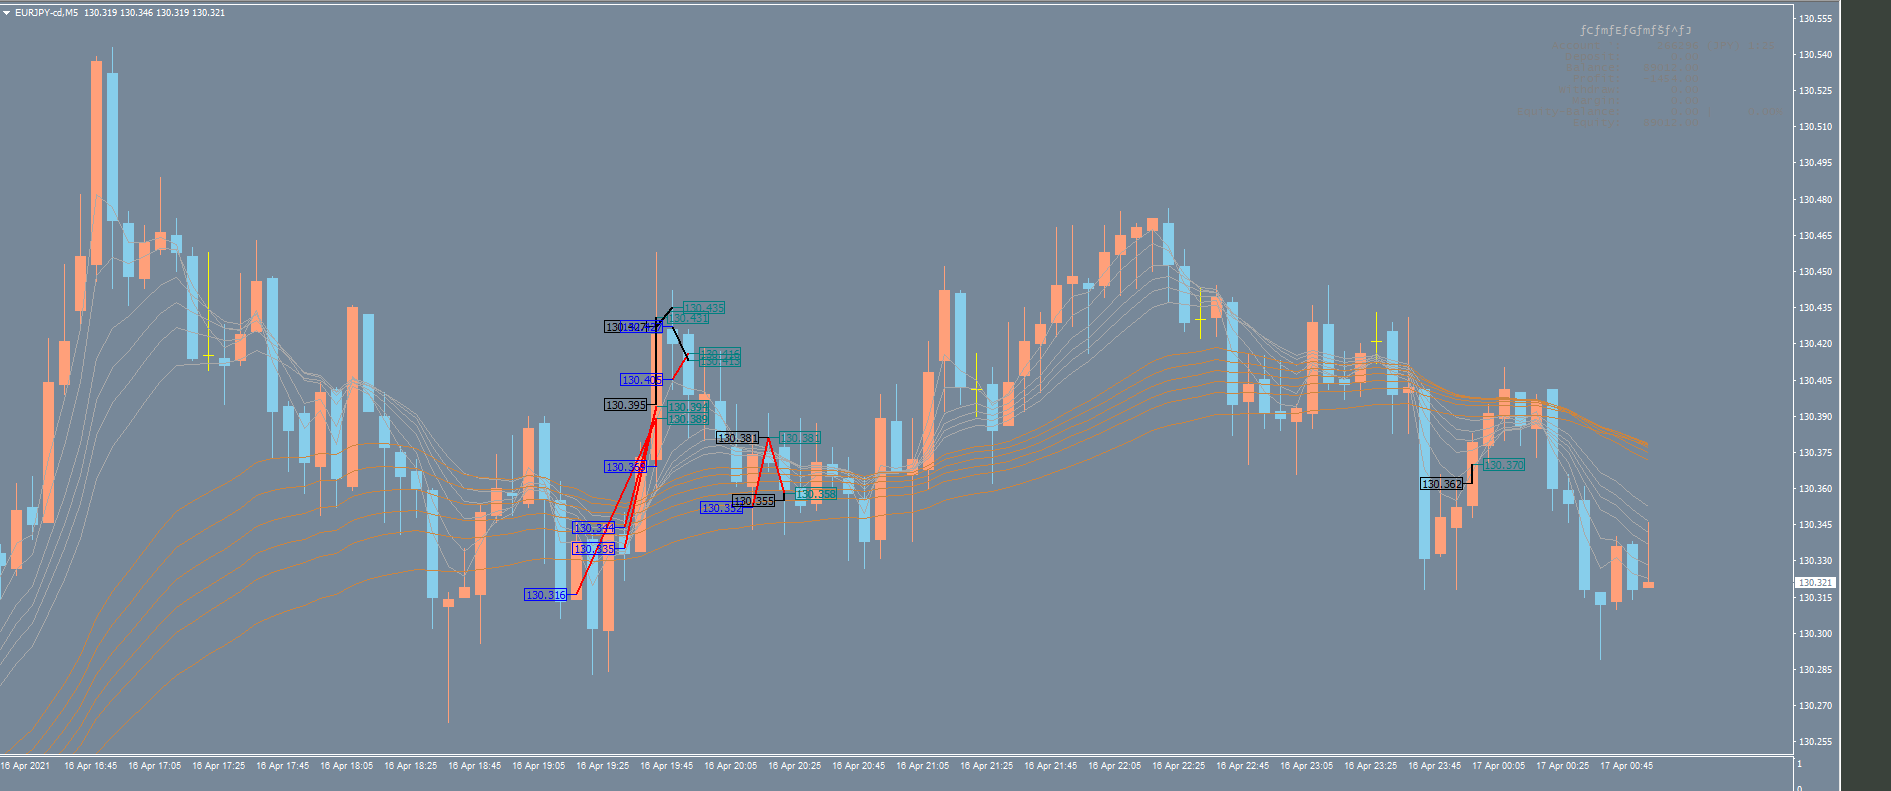 EURJPY-cd,M5 130.319 130.346 130.319 130.321
ƒCƒmƒEƒGƒmƒŠƒ^ƒJ
130.555
130.540
130.525
130.510
130.495
130.480
130.465
130.450
130.435
130.420
130.405
130.390
130.375
130.360
130.345
130.330
130.321
130.315
130.300
130.285
130.270
130.255
130.435
130.431
130.405
130.395
130.394
130.389
130.359
130.344
130.335
130.316
130.381
130.381
130.352
130.355
130.358
130.362
130.370
16 Apr 2021
16 Apr 16:45
16 Apr 17:05
16 Apr 17:25
16 Apr 17:45
16 Apr 18:05
16 Apr 18:25
16 Apr 18:45
16 Apr 19:05
16 Apr 19:25
16 Apr 19:45
16 Apr 20:05
16 Apr 20:25
16 Apr 20:45
16 Apr 21:05
16 Apr 21:25
16 Apr 21:45
16 Apr 22:05
16 Apr 22:25
16 Apr 22:45
16 Apr 23:05
16 Apr 23:25
16 Apr 23:45
17 Apr 00:05
17 Apr 00:25
17 Apr 00:45
1
0